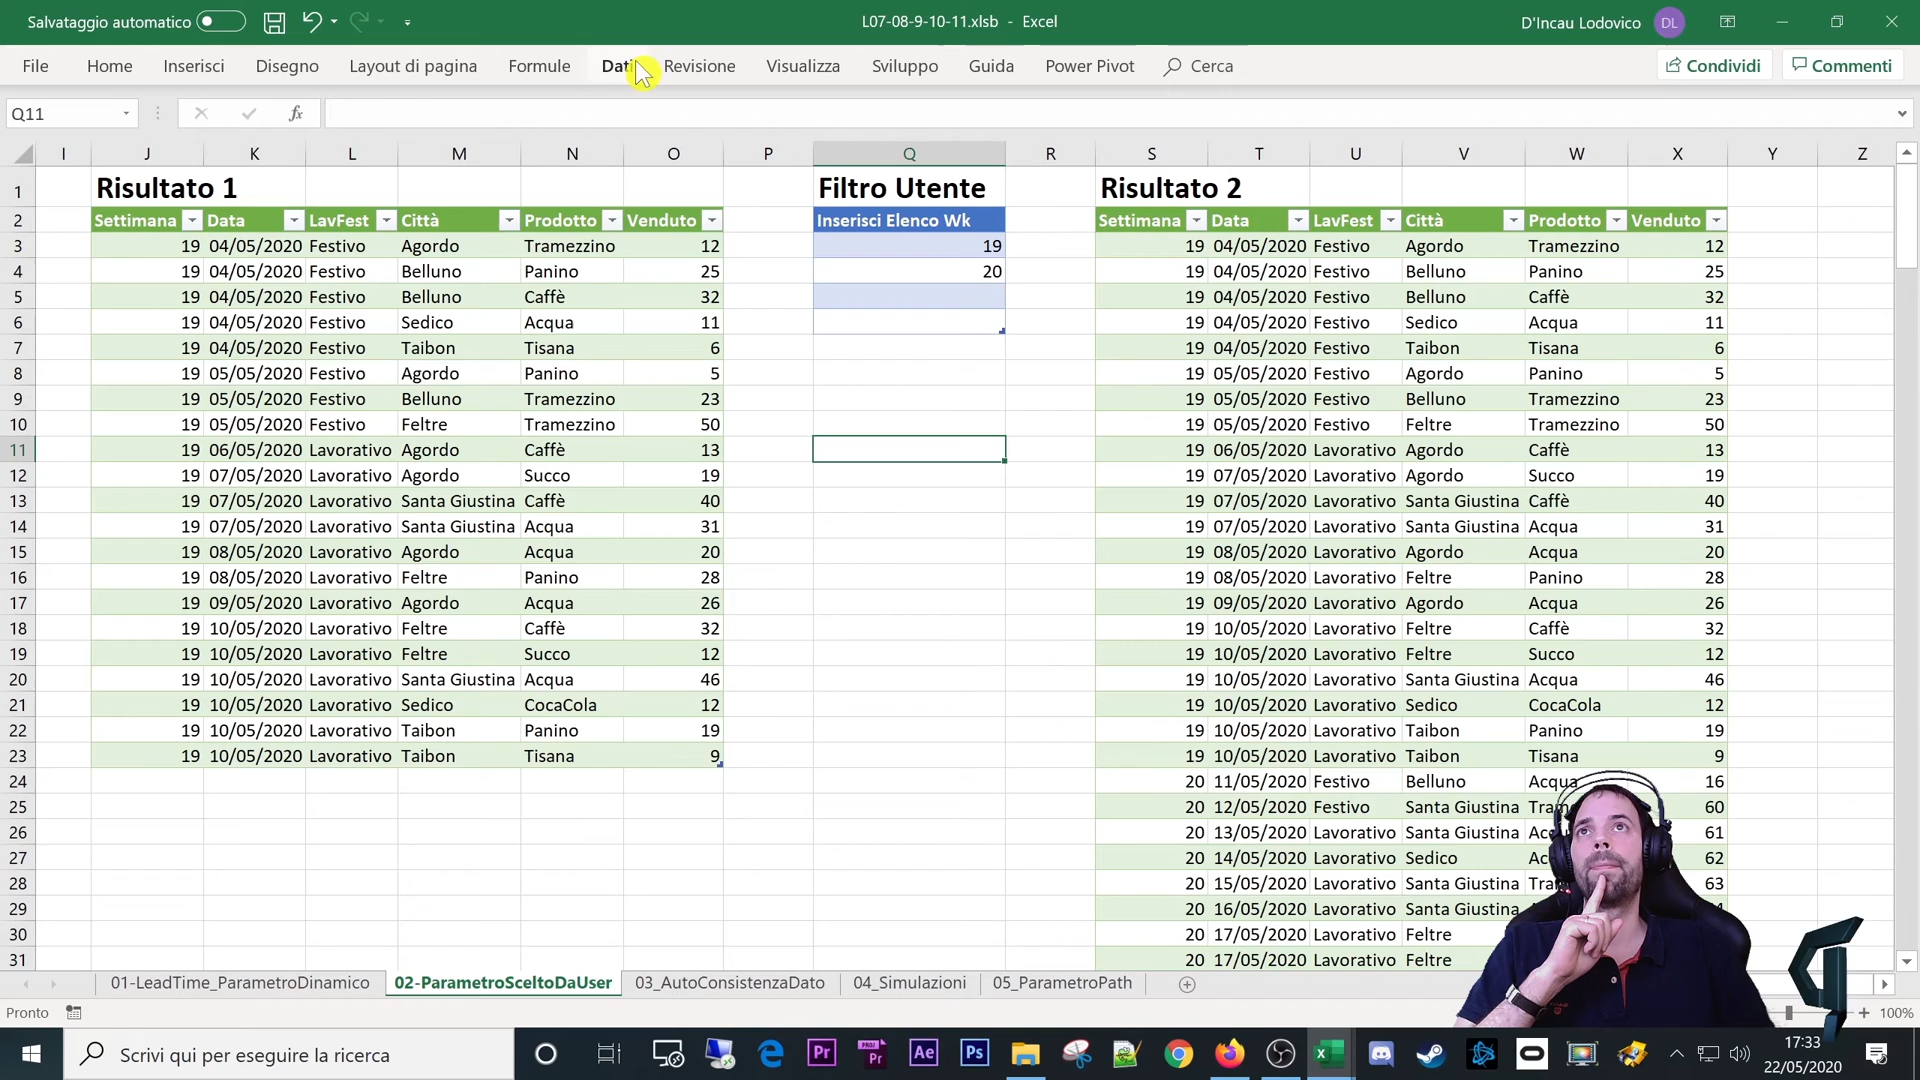 Salvataggio automatico
L07-08-9-10-11.xlsb - Excel
D'Incau Lodovico DL
File Home Inserisci Disegno Layout di pagina Formule Dati Revisione Visualizza Sviluppo Guida Power Pivot Cerca Condividi Commenti
Q11 fx
I J K L M N O P Q R S T U V W X Y Z
1 Risultato 1 Filtro Utente Risultato 2
2 Settimana Data LavFest Città Prodotto Venduto Inserisci Elenco Wk Settimana Data LavFest Città Prodotto Venduto
3 19 04/05/2020 Festivo Agordo Tramezzino 12 19 19 04/05/2020 Festivo Agordo Tramezzino 12
4 19 04/05/2020 Festivo Belluno Panino 25 20 19 04/05/2020 Festivo Belluno Panino 25
5 19 04/05/2020 Festivo Belluno Caffè 32 19 04/05/2020 Festivo Belluno Caffè 32
6 19 04/05/2020 Festivo Sedico Acqua 11 19 04/05/2020 Festivo Sedico Acqua 11
7 19 04/05/2020 Festivo Taibon Tisana 6 19 04/05/2020 Festivo Taibon Tisana 6
8 19 05/05/2020 Festivo Agordo Panino 5 19 05/05/2020 Festivo Agordo Panino 5
9 19 05/05/2020 Festivo Belluno Tramezzino 23 19 05/05/2020 Festivo Belluno Tramezzino 23
10 19 05/05/2020 Festivo Feltre Tramezzino 50 19 05/05/2020 Festivo Feltre Tramezzino 50
11 19 06/05/2020 Lavorativo Agordo Caffè 13 19 06/05/2020 Lavorativo Agordo Caffè 13
12 19 07/05/2020 Lavorativo Agordo Succo 19 19 07/05/2020 Lavorativo Agordo Succo 19
13 19 07/05/2020 Lavorativo Santa Giustina Caffè 40 19 07/05/2020 Lavorativo Santa Giustina Caffè 40
14 19 07/05/2020 Lavorativo Santa Giustina Acqua 31 19 07/05/2020 Lavorativo Santa Giustina Acqua 31
15 19 08/05/2020 Lavorativo Agordo Acqua 20 19 08/05/2020 Lavorativo Agordo Acqua 20
16 19 08/05/2020 Lavorativo Feltre Panino 28 19 08/05/2020 Lavorativo Feltre Panino 28
17 19 09/05/2020 Lavorativo Agordo Acqua 26 19 09/05/2020 Lavorativo Agordo Acqua 26
18 19 10/05/2020 Lavorativo Feltre Caffè 32 19 10/05/2020 Lavorativo Feltre Caffè 32
19 19 10/05/2020 Lavorativo Feltre Succo 12 19 10/05/2020 Lavorativo Feltre Succo 12
20 19 10/05/2020 Lavorativo Santa Giustina Acqua 46 19 10/05/2020 Lavorativo Santa Giustina Acqua 46
21 19 10/05/2020 Lavorativo Sedico CocaCola 12 19 10/05/2020 Lavorativo Sedico CocaCola 12
22 19 10/05/2020 Lavorativo Taibon Panino 19 19 10/05/2020 Lavorativo Taibon Panino 19
23 19 10/05/2020 Lavorativo Taibon Tisana 9 19 10/05/2020 Lavorativo Taibon Tisana 9
24 20 11/05/2020 Festivo Belluno Acqua 16
25 20 12/05/2020 Festivo Santa Giustina 60
26 20 13/05/2020 Lavorativo Santa Giustina 61
27 20 14/05/2020 Lavorativo Sedico 62
28 20 15/05/2020 Lavorativo Santa Giustina 63
29 20 16/05/2020 Lavorativo Santa Giustina
30 20 17/05/2020 Lavorativo Feltre
31 20 17/05/2020 Lavorativo Feltre
01-LeadTime_ParametroDinamico 02-ParametroSceltoDaUser 03_AutoConsistenzaDato 04_Simulazioni 05_ParametroPath
Pronto 100%
Scrivi qui per eseguire la ricerca
Pr
PROJ Pr
Ae
Ps
17:33
22/05/2020